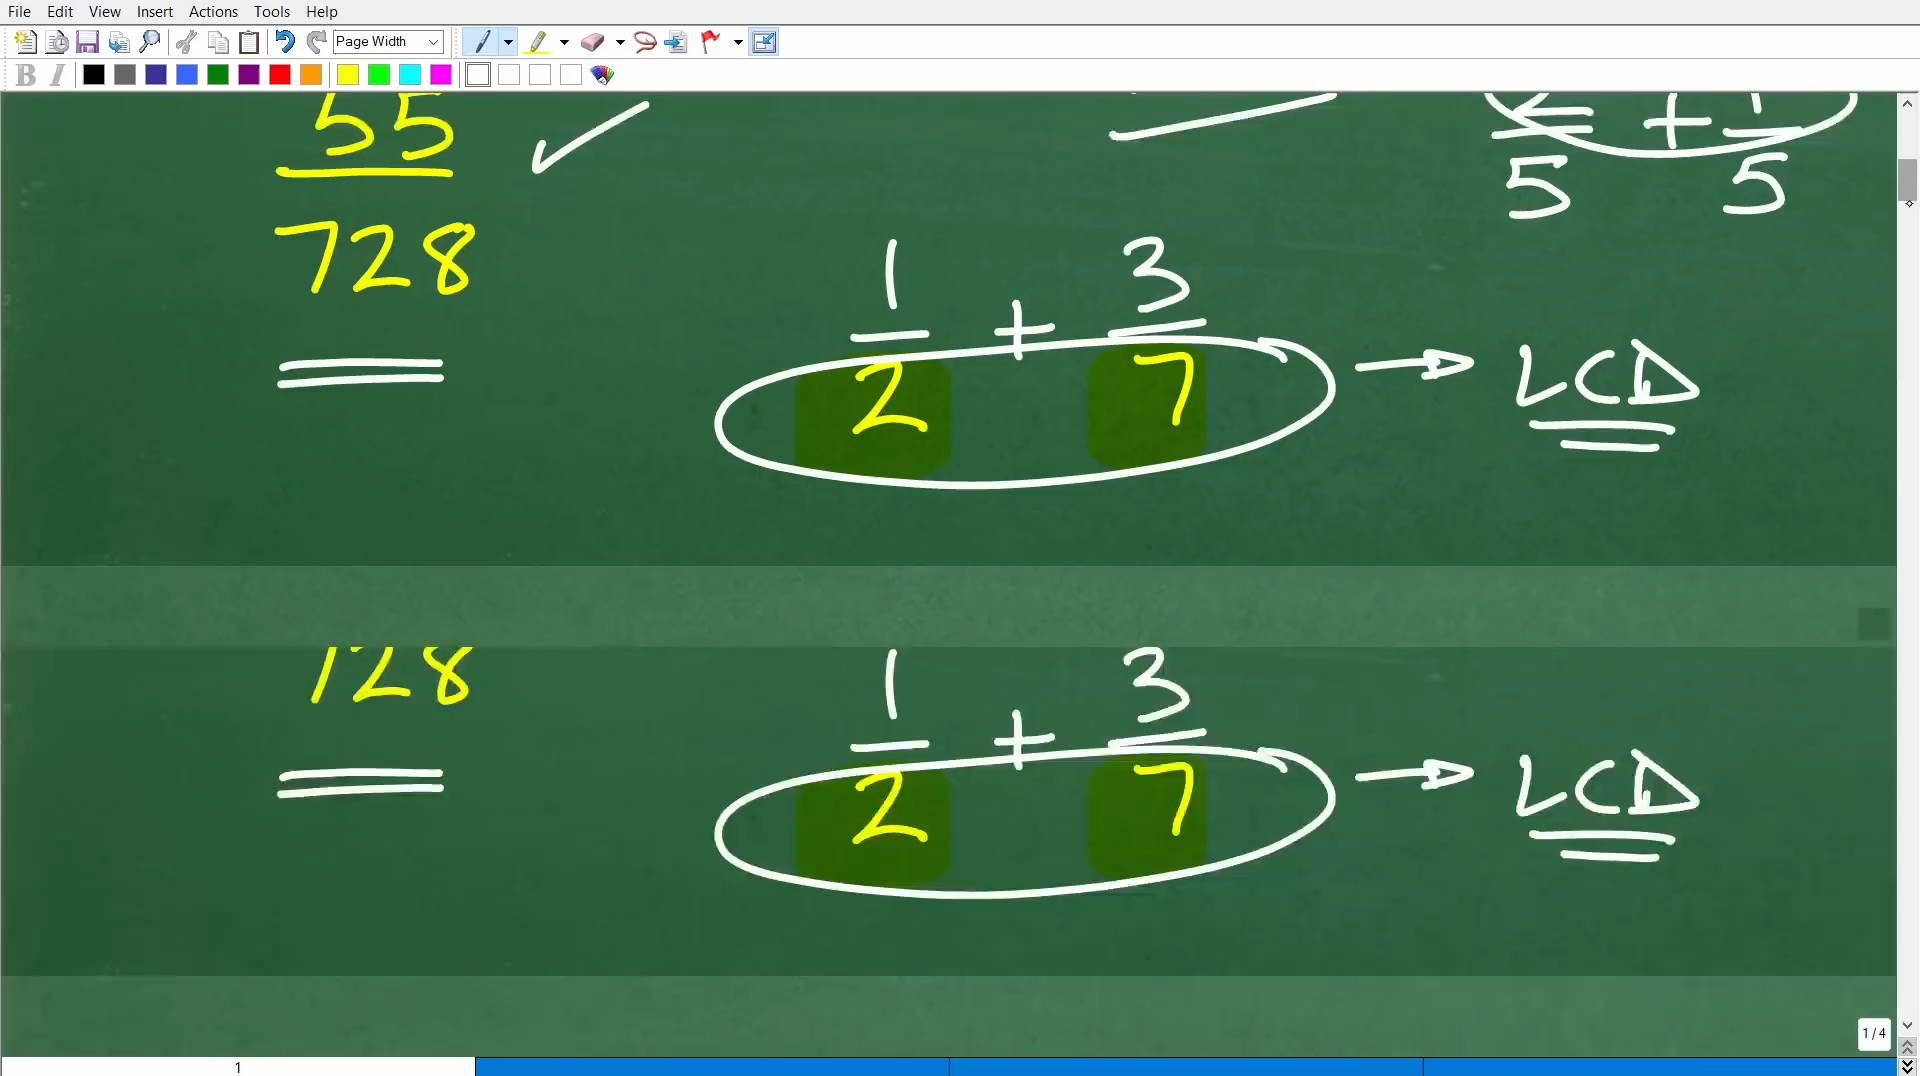 File Edit View Insert Actions Tools Help
Page Width
B I
55
728
1 + 3
2 7 → LCD
+
5 5
128
1 + 3
2 7 → LCD
1 / 4
1